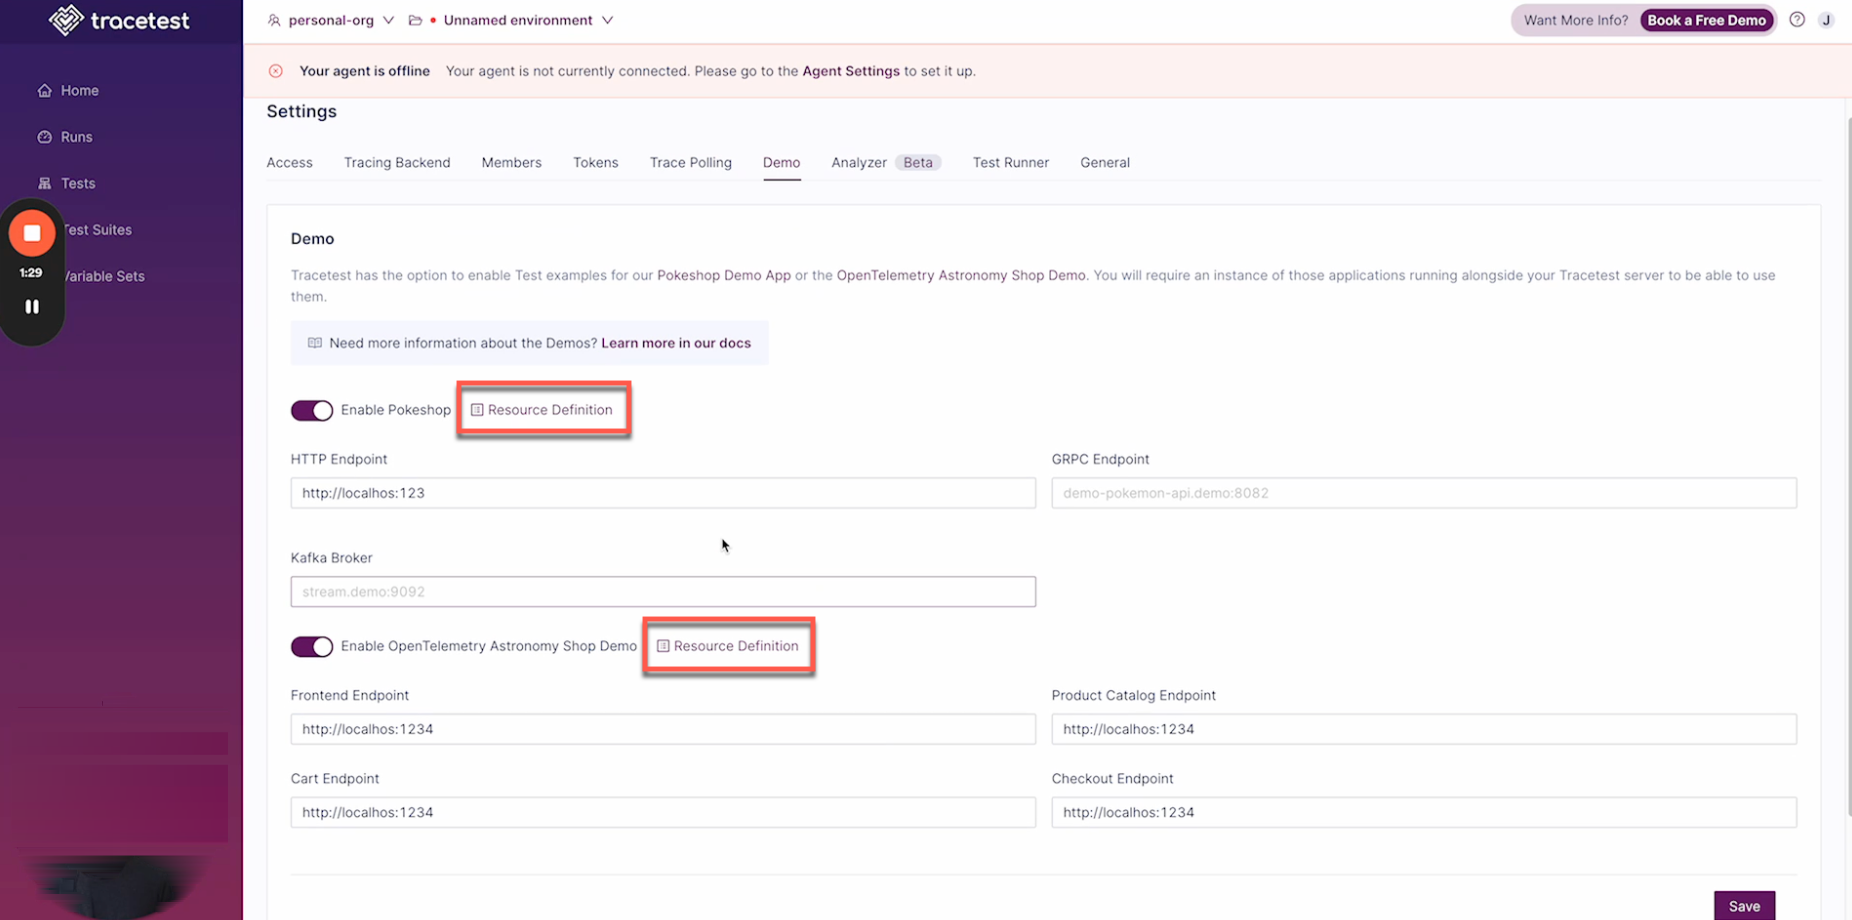 tracetest
personal-org
Unnamed environment
Want More Info?
Book a Free Demo
J
Your agent is offline
Your agent is not currently connected. Please go to the Agent Settings to set it up.
Home
Runs
Tests
Test Suites
Variable Sets
1:29
Settings
Access
Tracing Backend
Members
Tokens
Trace Polling
Demo
Analyzer
Beta
Test Runner
General
Demo
Tracetest has the option to enable Test examples for our Pokeshop Demo App or the OpenTelemetry Astronomy Shop Demo. You will require an instance of those applications running alongside your Tracetest server to be able to use
them.
Need more information about the Demos? Learn more in our docs
Enable Pokeshop
Resource Definition
HTTP Endpoint
http://localhos:123
GRPC Endpoint
demo-pokemon-api.demo:8082
Kafka Broker
stream.demo:9092
Enable OpenTelemetry Astronomy Shop Demo
Resource Definition
Frontend Endpoint
http://localhos:1234
Product Catalog Endpoint
http://localhos:1234
Cart Endpoint
http://localhos:1234
Checkout Endpoint
http://localhos:1234
Save